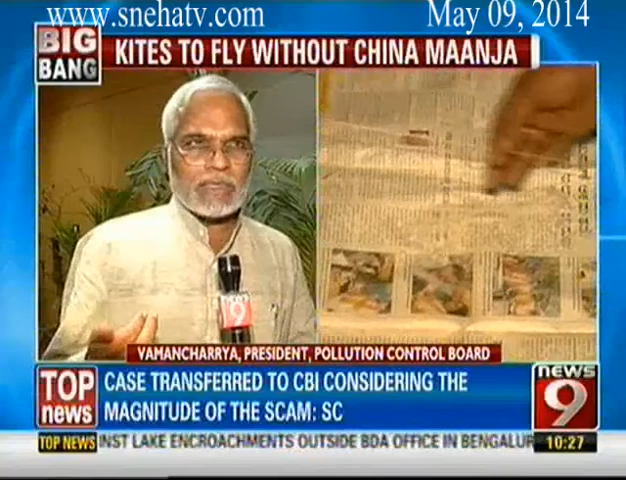 www.snehatv.com
May 09, 2014
BIG
BANG
KITES TO FLY WITHOUT CHINA MAANJA
NEWS
9
VAMANCHARRYA, PRESIDENT, POLLUTION CONTROL BOARD
TOP
news
CASE TRANSFERRED TO CBI CONSIDERING THE
MAGNITUDE OF THE SCAM: SC
NEWS
9
TOP NEWS
INST LAKE ENCROACHMENTS OUTSIDE BDA OFFICE IN BENGALUR
10:27